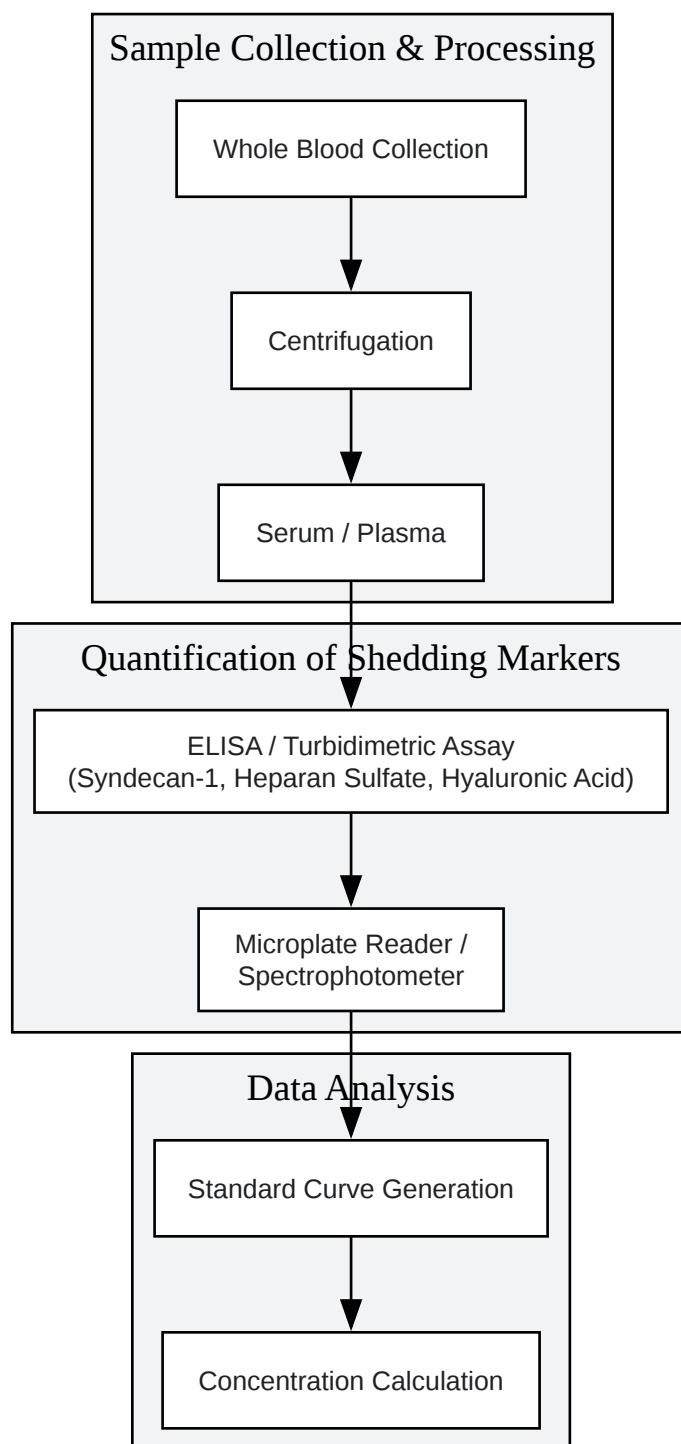 Sample Collection & Processing
Whole Blood Collection
Centrifugation
Serum / Plasma
Quantification of Shedding Markers
ELISA / Turbidimetric Assay
(Syndecan-1, Heparan Sulfate, Hyaluronic Acid)
Microplate Reader /
Spectrophotometer
Data Analysis
Standard Curve Generation
Concentration Calculation